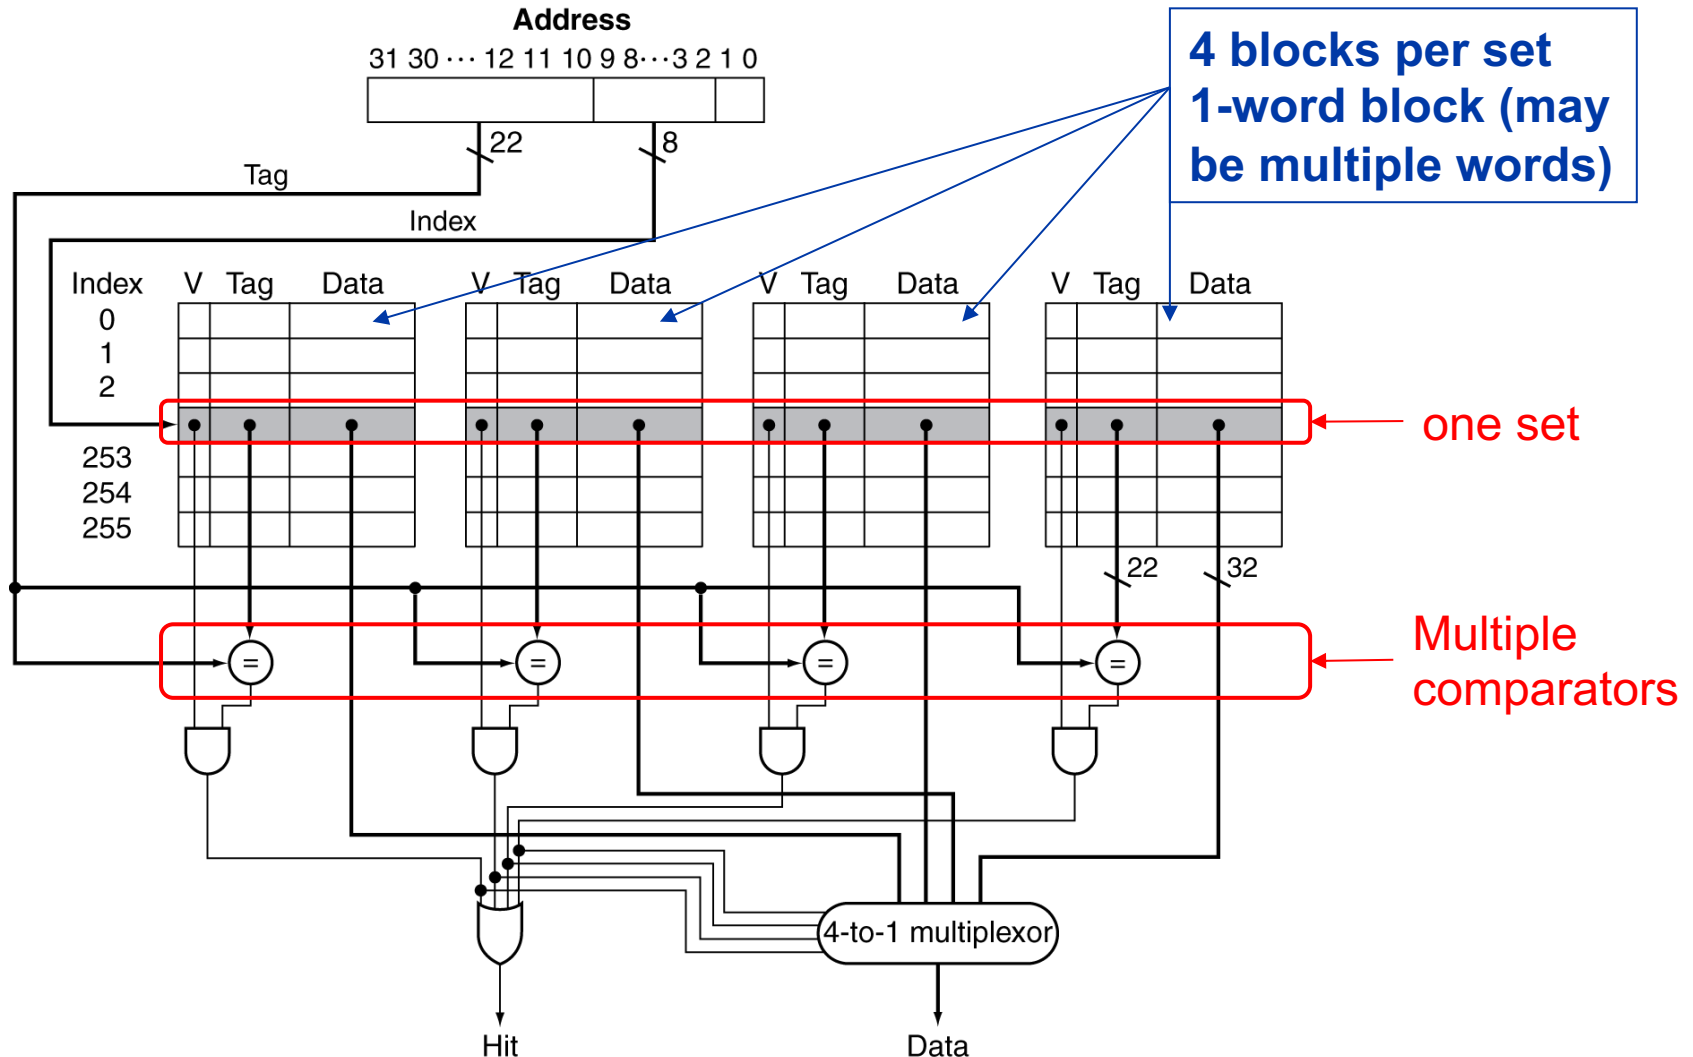 Address
31 30 ··· 12 11 10 9 8···3 2 1 0
4 blocks per set
1-word block (may
be multiple words)
22
8
Tag
Index
Index V Tag Data V Tag Data V Tag Data V Tag Data
0
1
2
one set
253
254
255
22 32
= = = =
Multiple
comparators
4-to-1 multiplexor
Hit Data